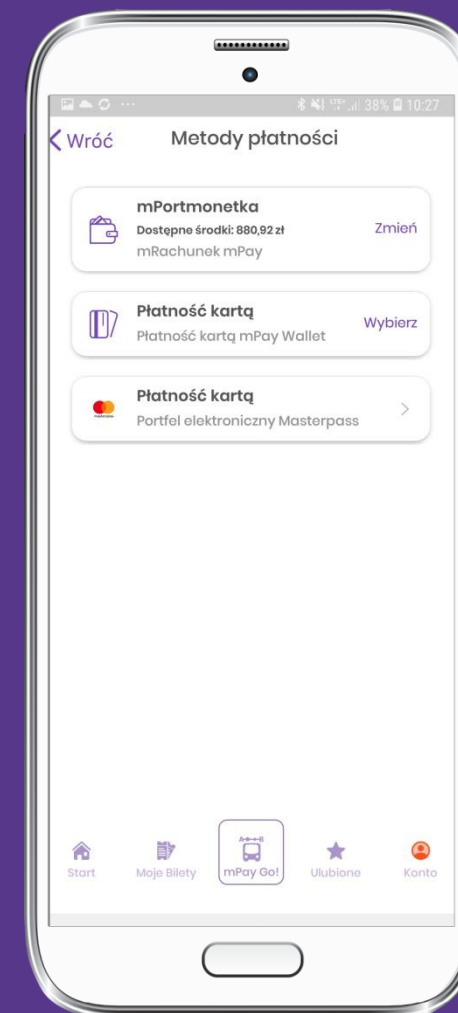 38% 10:27
Wróć
Metody płatności
mPortmonetka
Dostępne środki: 880,92 zł
mRachunek mPay
Zmień
Płatność kartą
Płatność kartą mPay Wallet
Wybierz
Płatność kartą
Portfel elektroniczny Masterpass
Start
Moje Bilety
mPay Go!
Ulubione
Konto